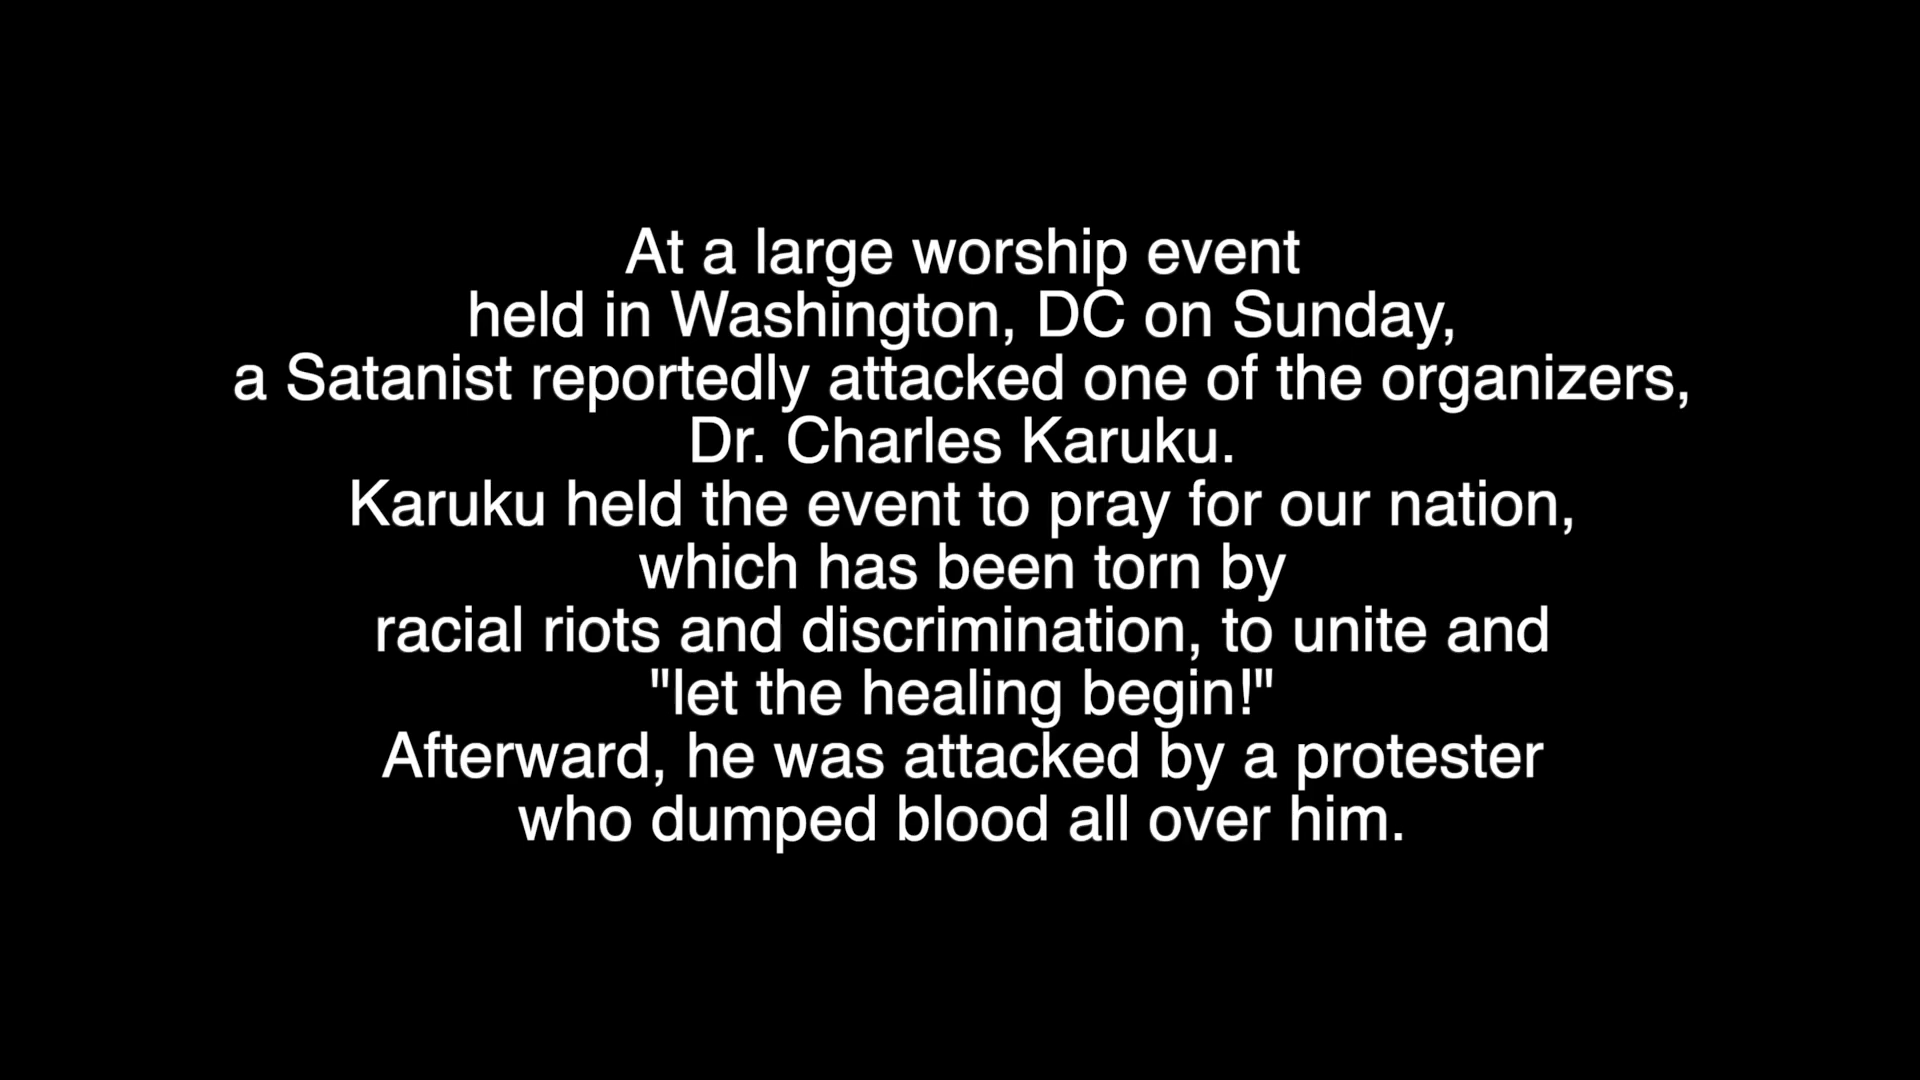 At a large worship event
held in Washington, DC on Sunday,
a Satanist reportedly attacked one of the organizers,
Dr. Charles Karuku.
Karuku held the event to pray for our nation,
which has been torn by
racial riots and discrimination, to unite and
"let the healing begin!"
Afterward, he was attacked by a protester
who dumped blood all over him.